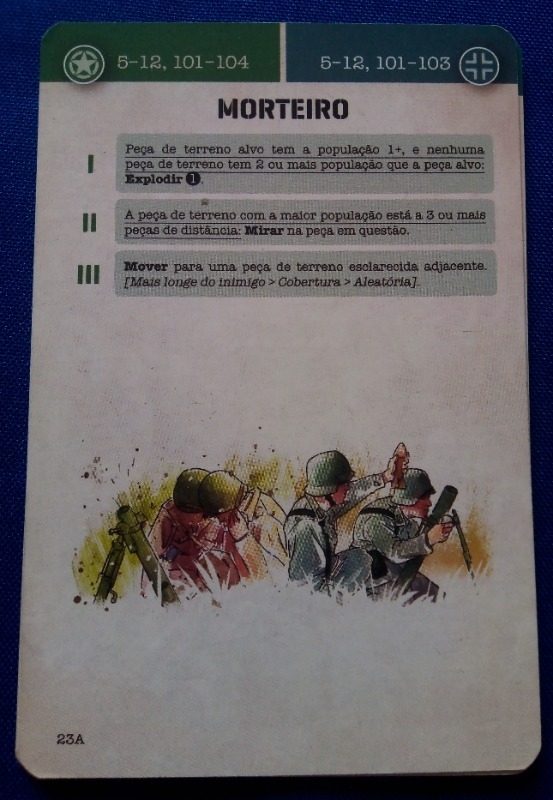 5-12, 101-104
5-12, 101-103
MORTEIRO
I
Peça de terreno alvo tem a população 1+, e nenhuma
peça de terreno tem 2 ou mais população que a peça alvo:
Explodir 1.
II
A peça de terreno com a maior população está a 3 ou mais
peças de distância: Mirar na peça em questão.
III
Mover para uma peça de terreno esclarecida adjacente.
[Mais longe do inimigo > Cobertura > Aleatória].
23A